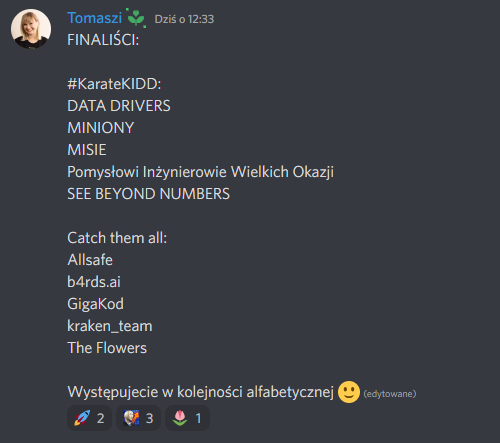 Tomaszi Dziś o 12:33
FINALIŚCI:
#KarateKIDD:
DATA DRIVERS
MINIONY
MISIE
Pomysłowi Inżynierowie Wielkich Okazji
SEE BEYOND NUMBERS
Catch them all:
Allsafe
b4rds.ai
GigaKod
kraken_team
The Flowers
Występujecie w kolejności alfabetycznej 🙂 (edytowane)
🚀 2 3 🌷 1